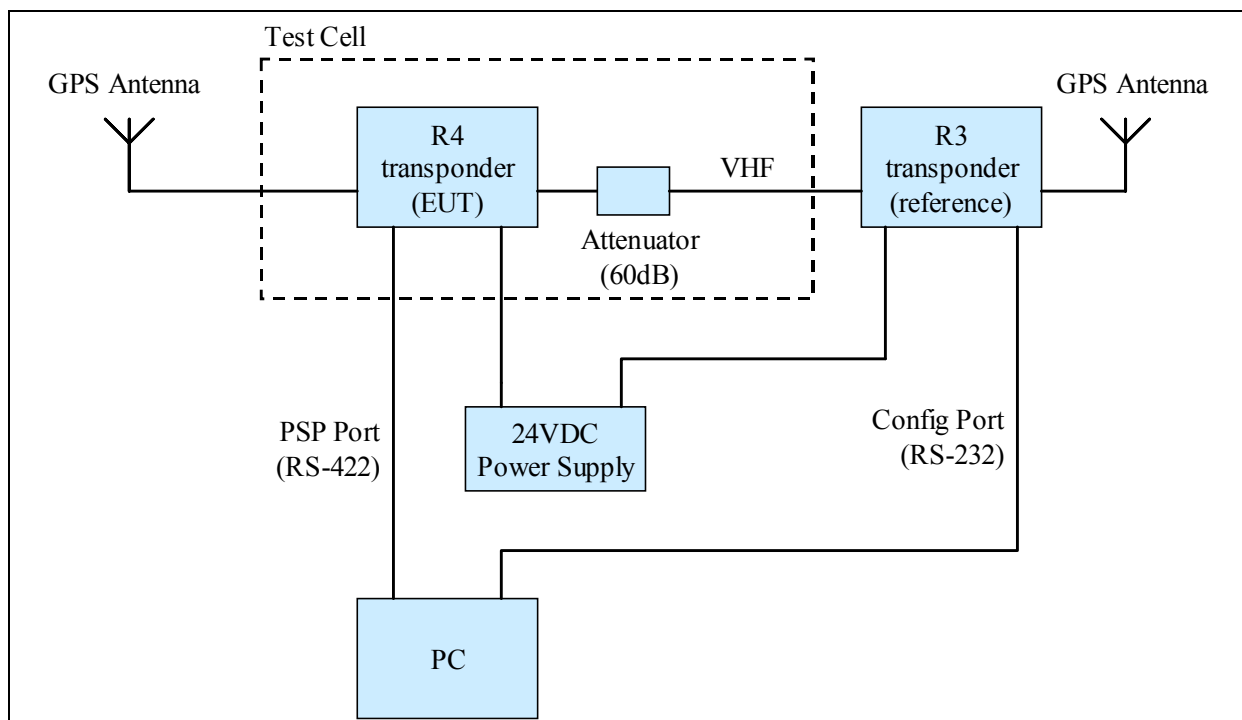 Test Cell
GPS Antenna
GPS Antenna
R4
transponder
(EUT)
VHF
R3
transponder
(reference)
Attenuator
(60dB)
PSP Port
(RS-422)
24VDC
Power Supply
Config Port
(RS-232)
PC